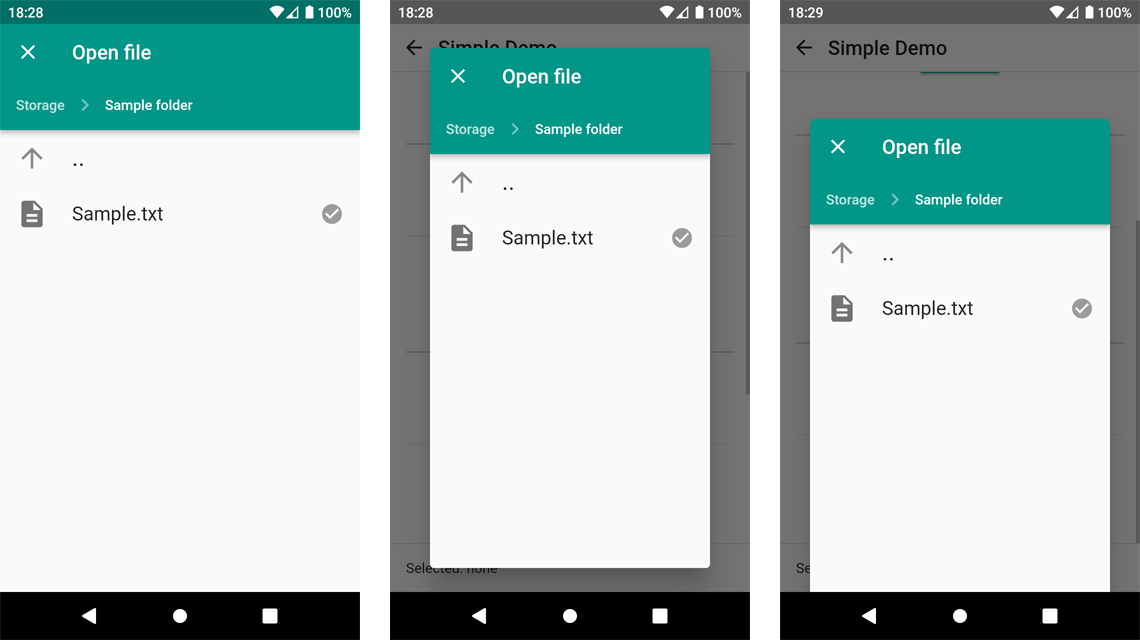 18:28 100%
Open file
Storage Sample folder
..
Sample.txt
18:28 100%
Simple Demo
Open file
Storage Sample folder
..
Sample.txt
Selected: none
18:29 100%
Simple Demo
Open file
Storage Sample folder
..
Sample.txt
Se